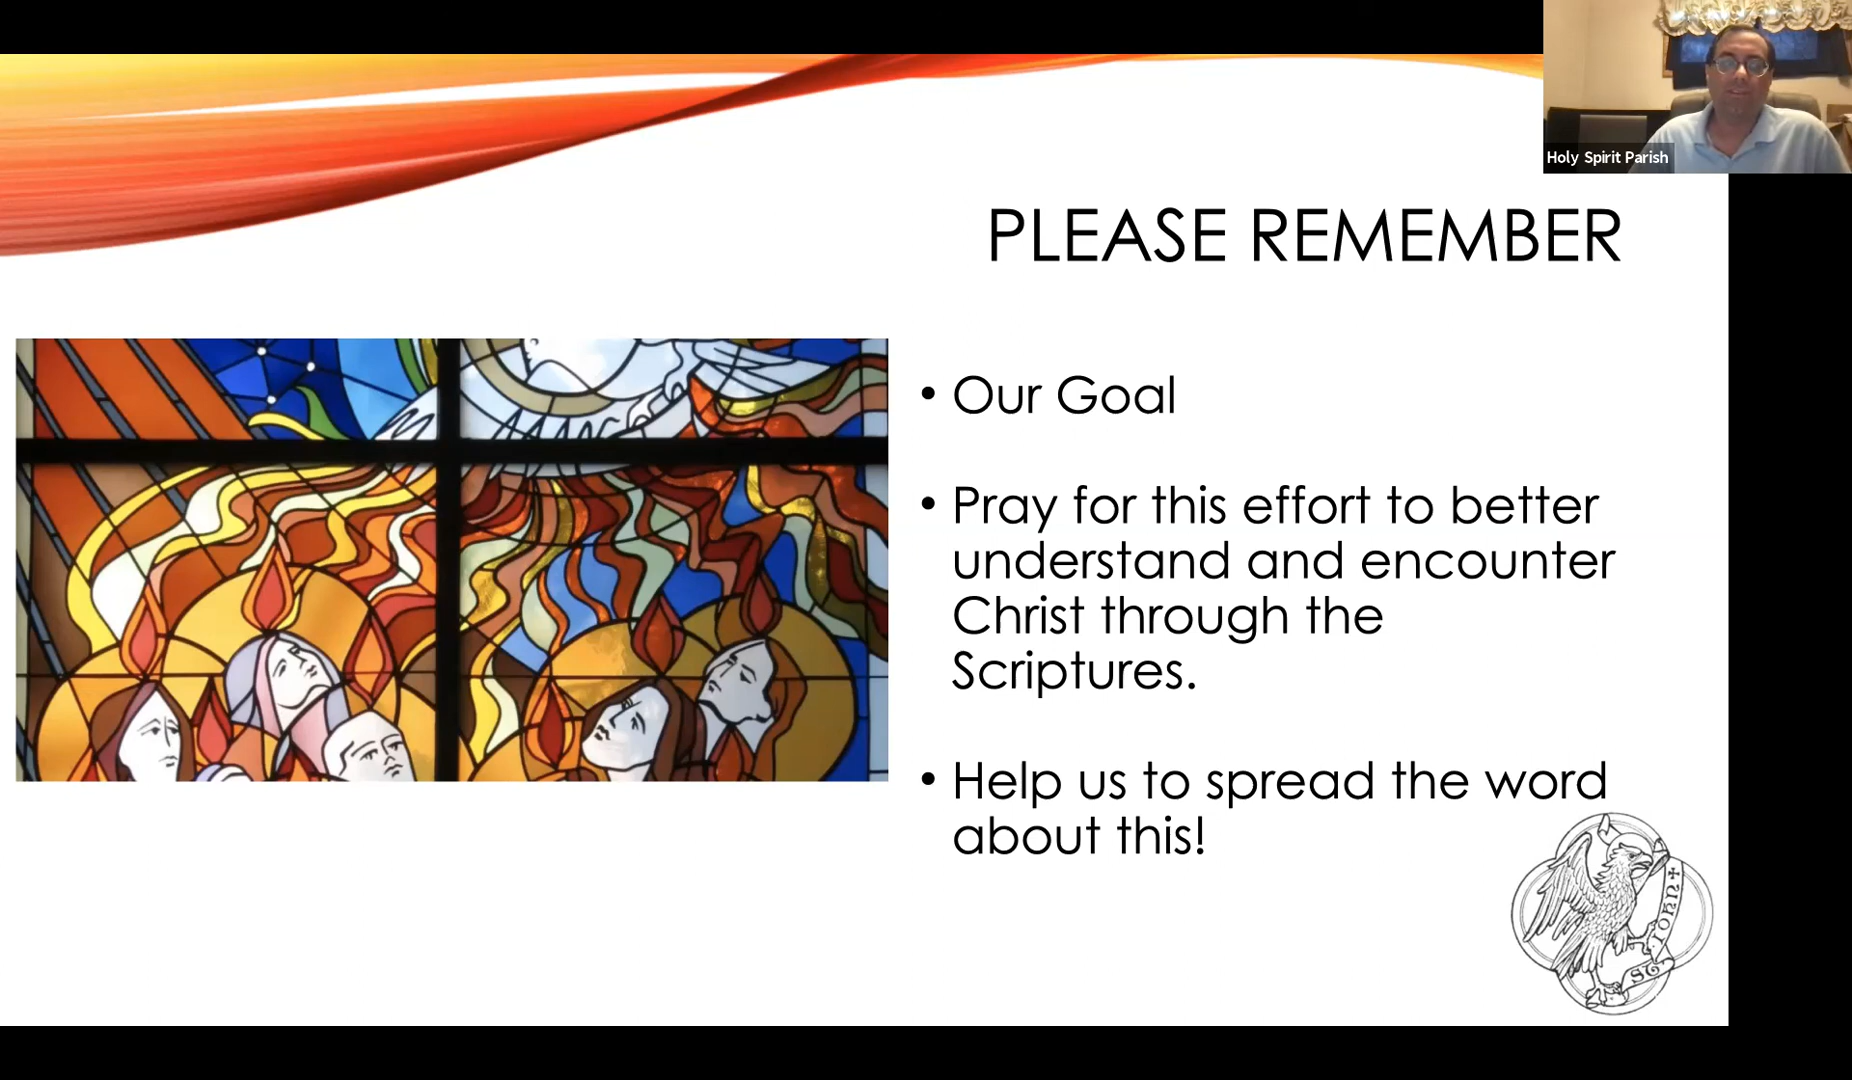 Holy Spirit Parish
PLEASE REMEMBER
• Our Goal
• Pray for this effort to better
understand and encounter
Christ through the
Scriptures.
• Help us to spread the word
about this!